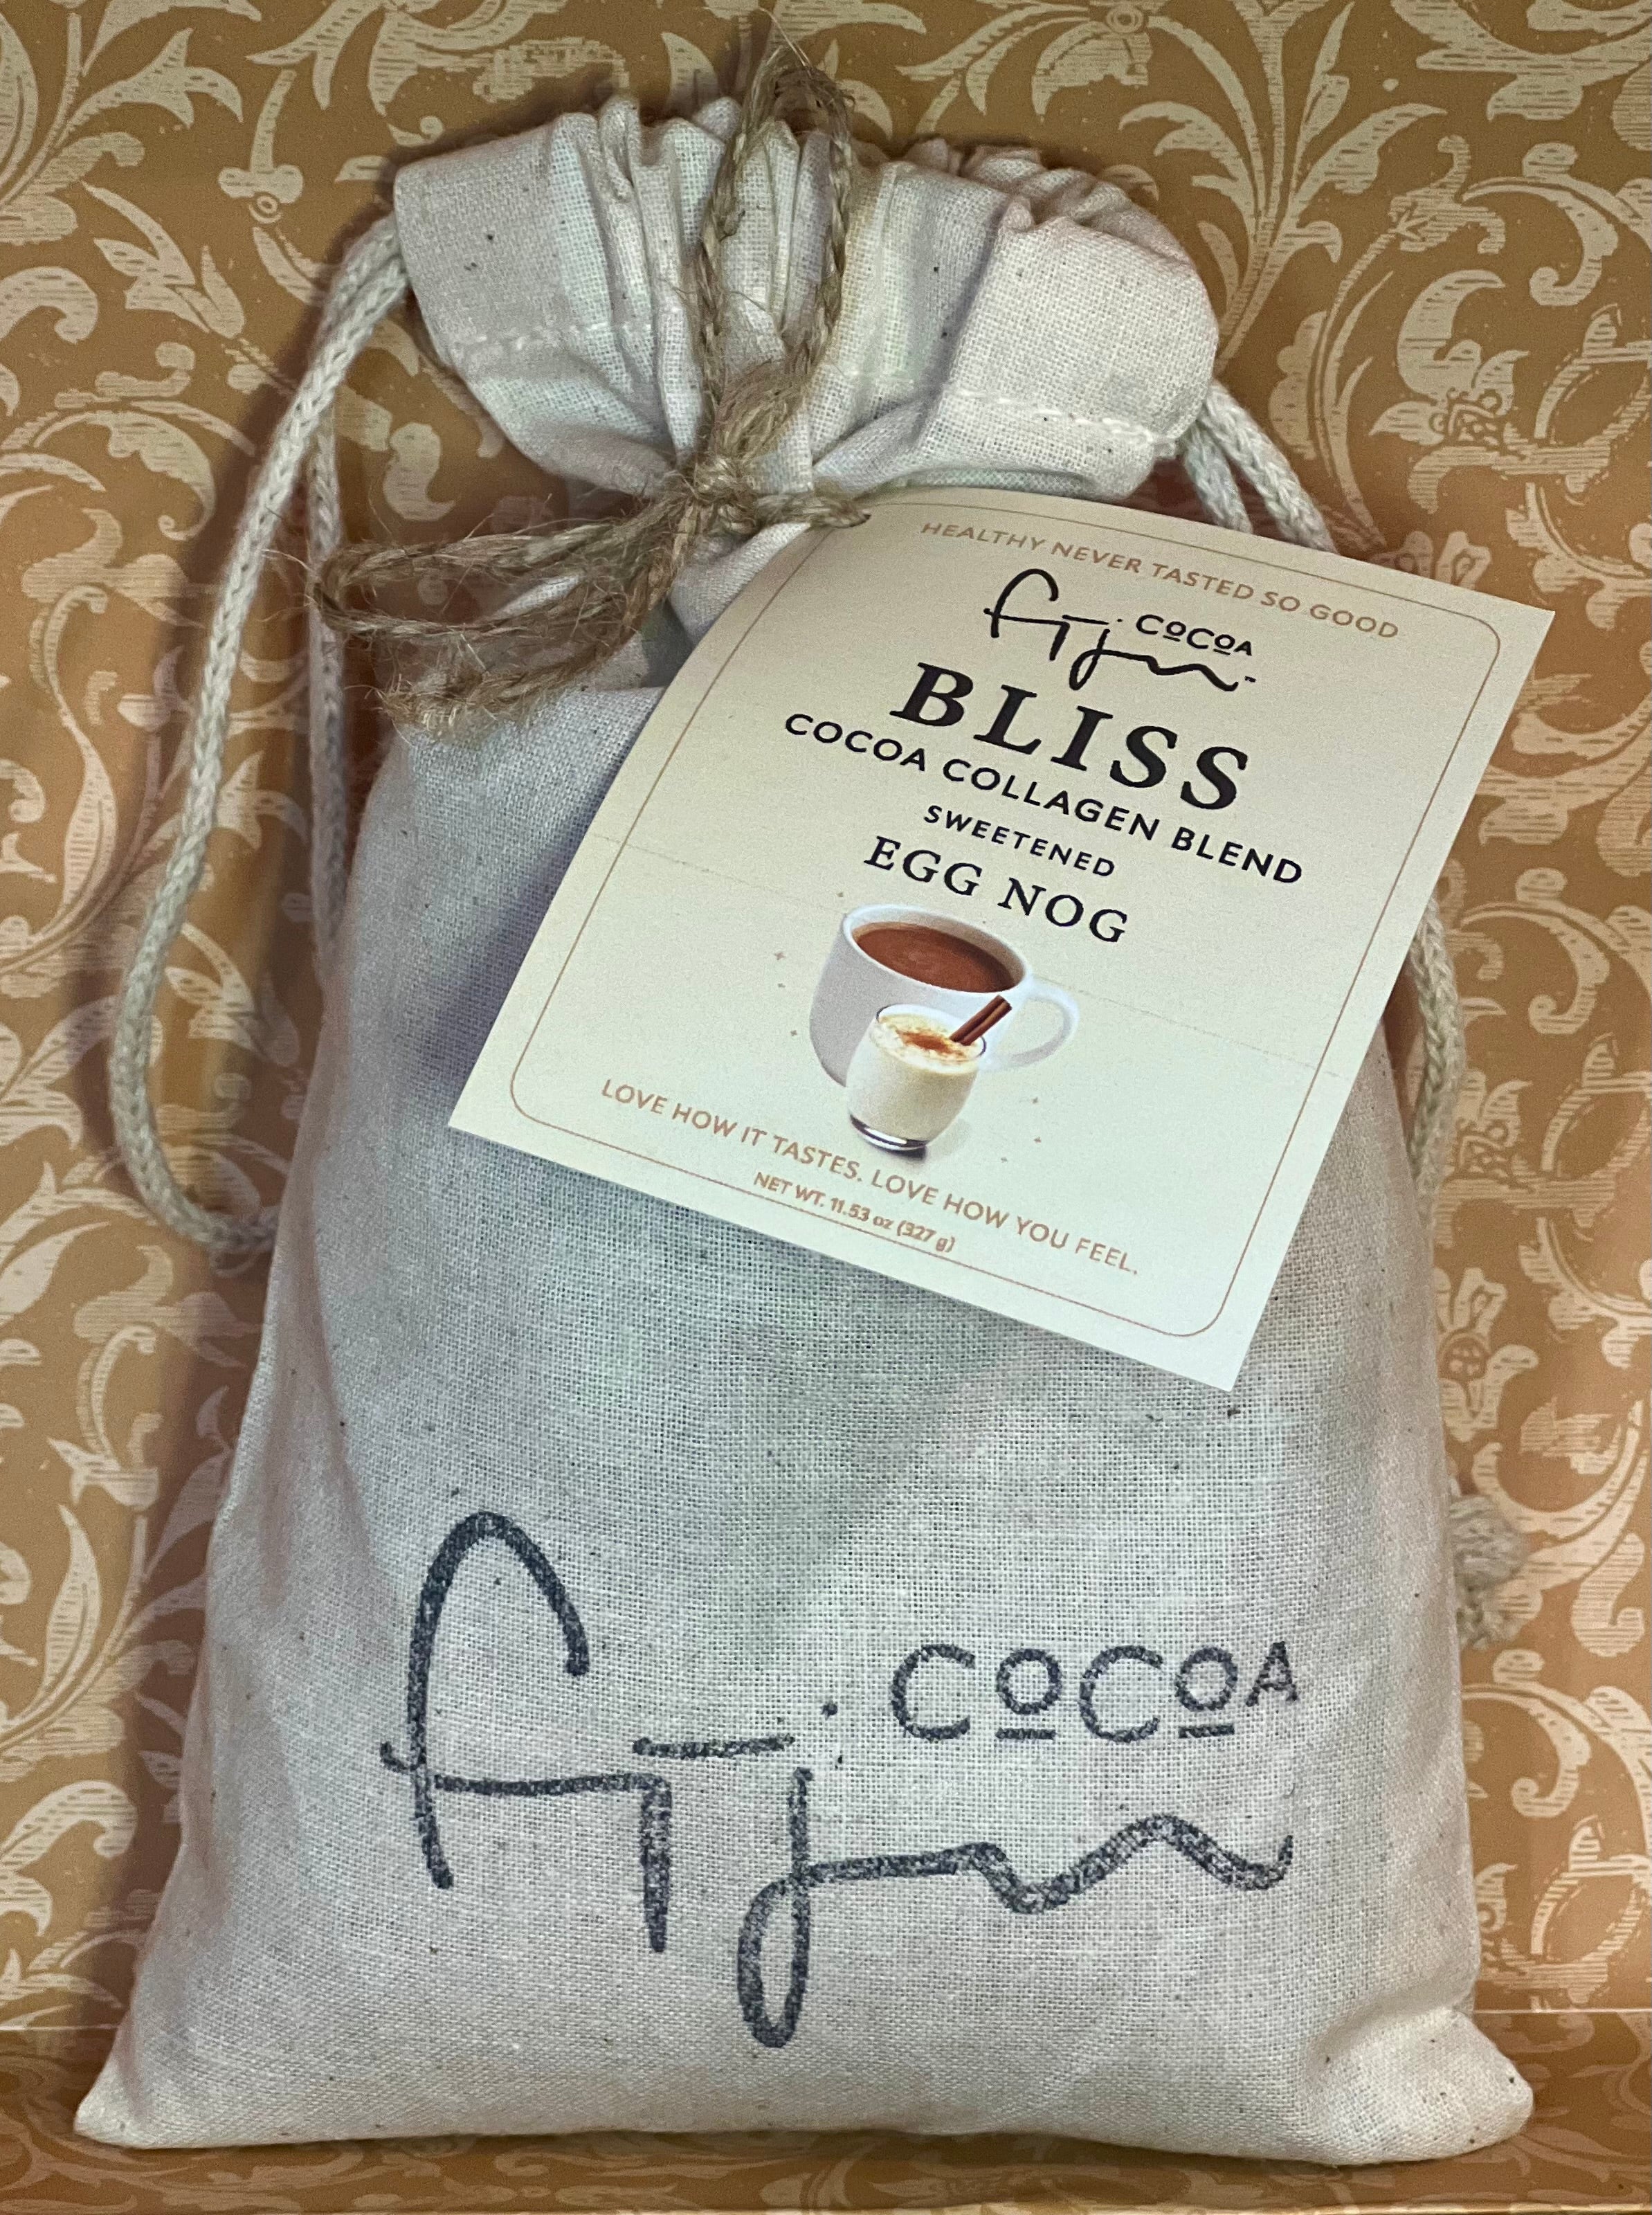 HEALTHY NEVER TASTED SO GOOD
COCOA
BLISS
COCOA COLLAGEN BLEND
SWEETENED
EGG NOG
LOVE HOW IT TASTES. LOVE HOW YOU FEEL.
NET WT. 11.53 oz (327 g)
COCOA